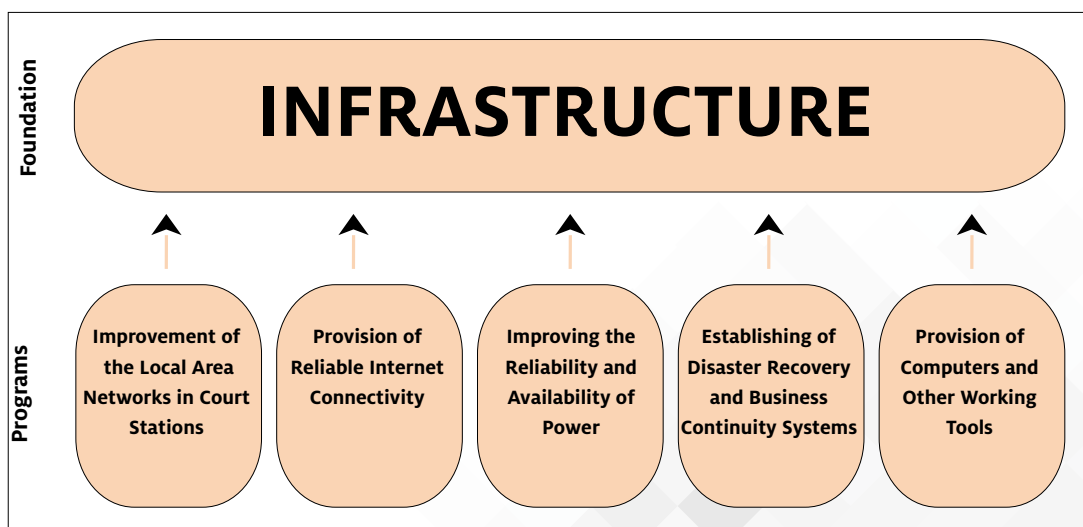 Foundation
INFRASTRUCTURE
Programs
Improvement of
the Local Area
Networks in Court
Stations
Provision of
Reliable Internet
Connectivity
Improving the
Reliability and
Availability of
Power
Establishing of
Disaster Recovery
and Business
Continuity Systems
Provision of
Computers and
Other Working
Tools